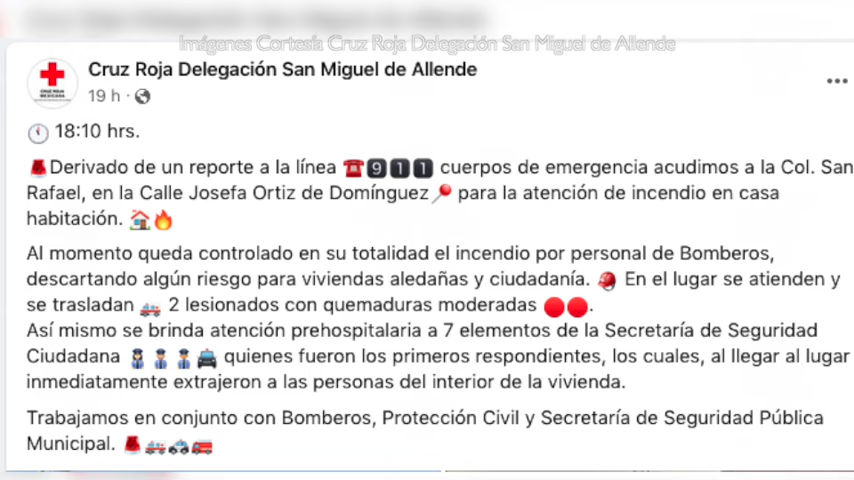 Imágenes Cortesía Cruz Roja Delegación San Miguel de Allende
Cruz Roja Delegación San Miguel de Allende
CRUZ ROJA
MEXICANA
19 h ·
18:10 hrs.
Derivado de un reporte a la línea ☎️9️⃣1️⃣1️⃣ cuerpos de emergencia acudimos a la Col. San
Rafael, en la Calle Josefa Ortiz de Domínguez📍 para la atención de incendio en casa
habitación. 🏠🔥
Al momento queda controlado en su totalidad el incendio por personal de Bomberos,
descartando algún riesgo para viviendas aledañas y ciudadanía. En el lugar se atienden y
se trasladan 🚑 2 lesionados con quemaduras moderadas 🔴🔴.
Así mismo se brinda atención prehospitalaria a 7 elementos de la Secretaría de Seguridad
Ciudadana quienes fueron los primeros respondientes, los cuales, al llegar al lugar
inmediatamente extrajeron a las personas del interior de la vivienda.
Trabajamos en conjunto con Bomberos, Protección Civil y Secretaría de Seguridad Pública
Municipal.